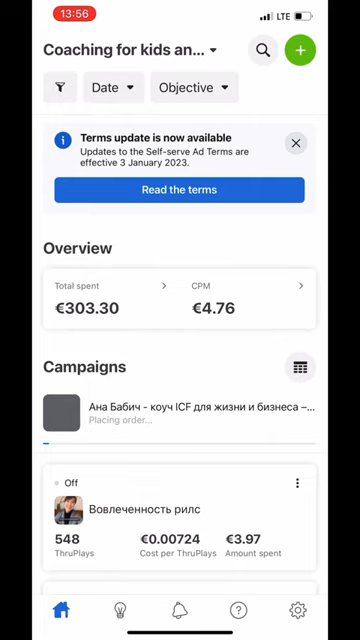 13:56
LTE
Coaching for kids an...
Date
Objective
Terms update is now available
Updates to the Self-serve Ad Terms are
effective 3 January 2023.
Read the terms
Overview
Total spent
CPM
€303.30
€4.76
Campaigns
Ана Бабич - коуч ICF для жизни и бизнеса –...
Placing order...
Off
Вовлеченность рилс
548
€0.00724
€3.97
ThruPlays
Cost per ThruPlays
Amount spent